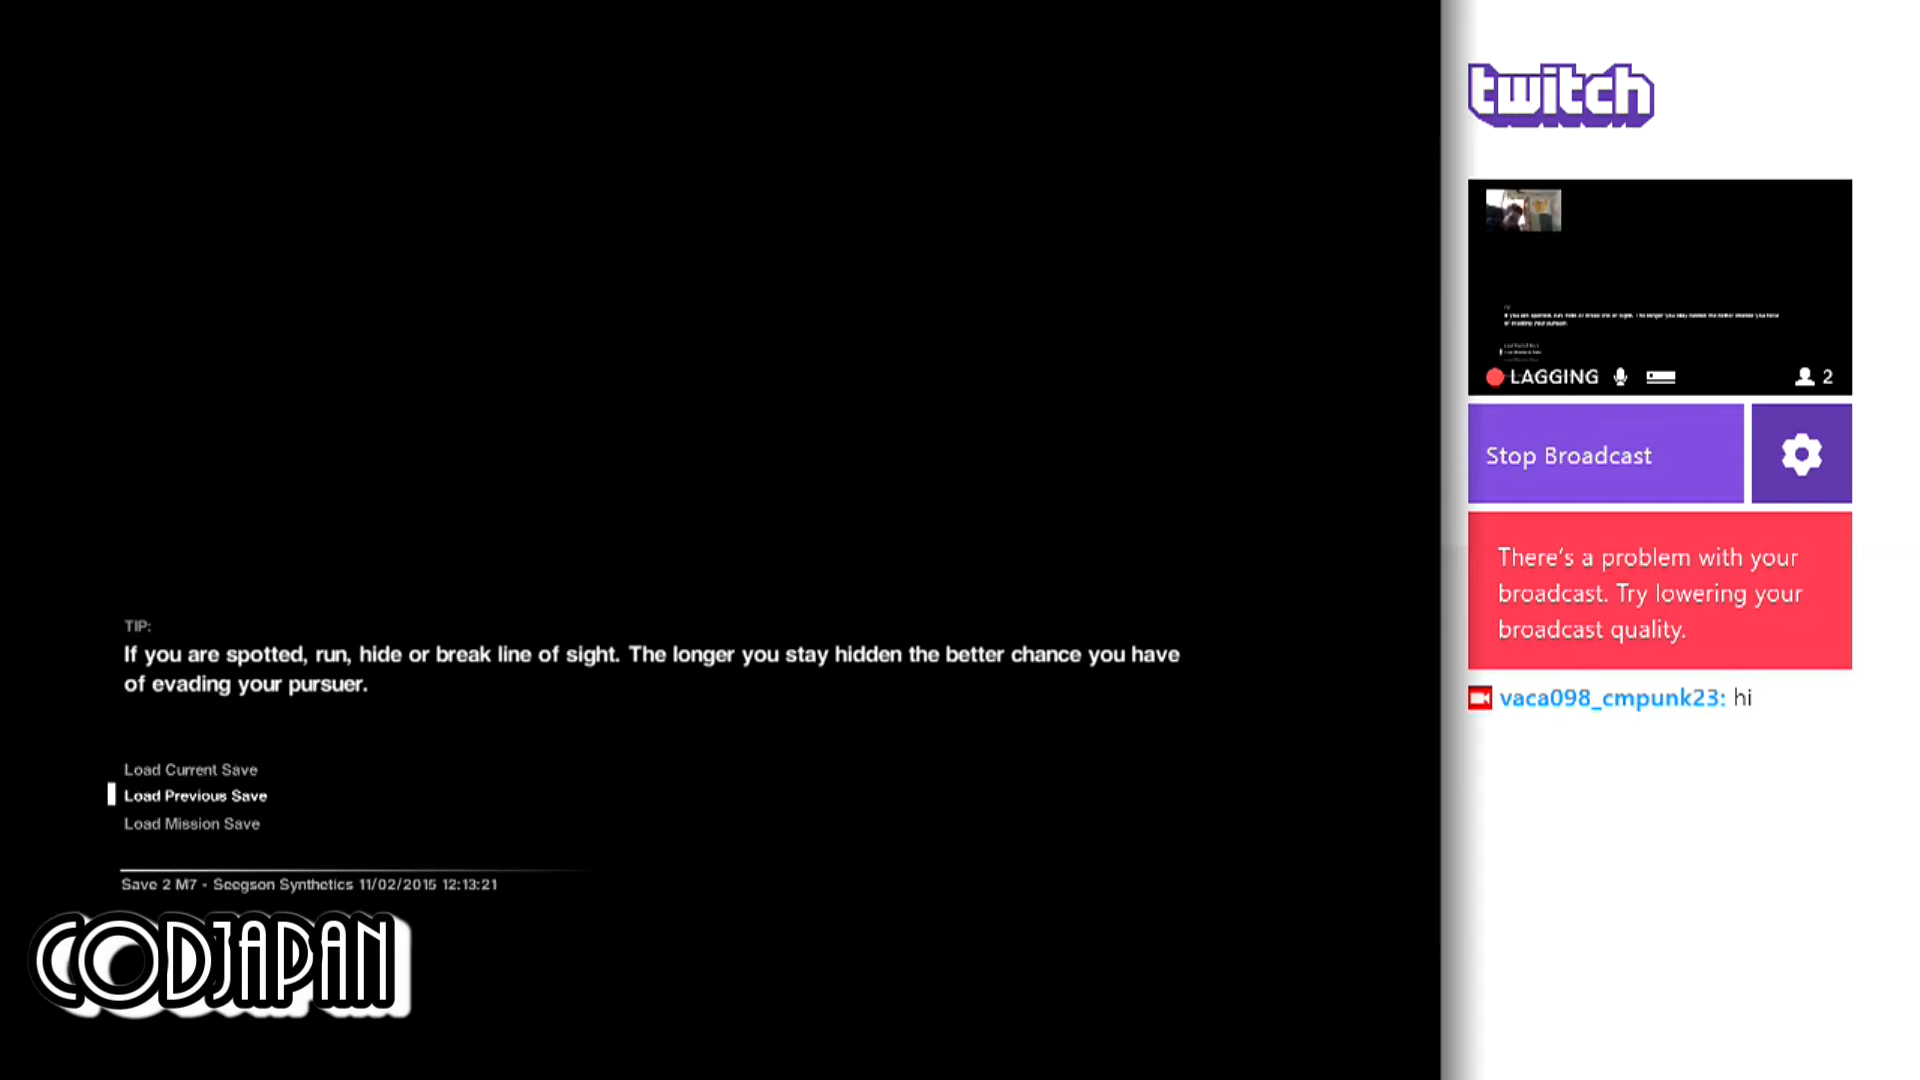 TIP:
If you are spotted, run, hide or break line of sight. The longer you stay hidden the better chance you have
of evading your pursuer.
Load Current Save
Load Previous Save
Load Mission Save
Save 2 M7 - Seegson Synthetics 11/02/2015 12:13:21
CODJAPAN
twitch
LAGGING
2
Stop Broadcast
There's a problem with your
broadcast. Try lowering your
broadcast quality.
vaca098_cmpunk23: hi